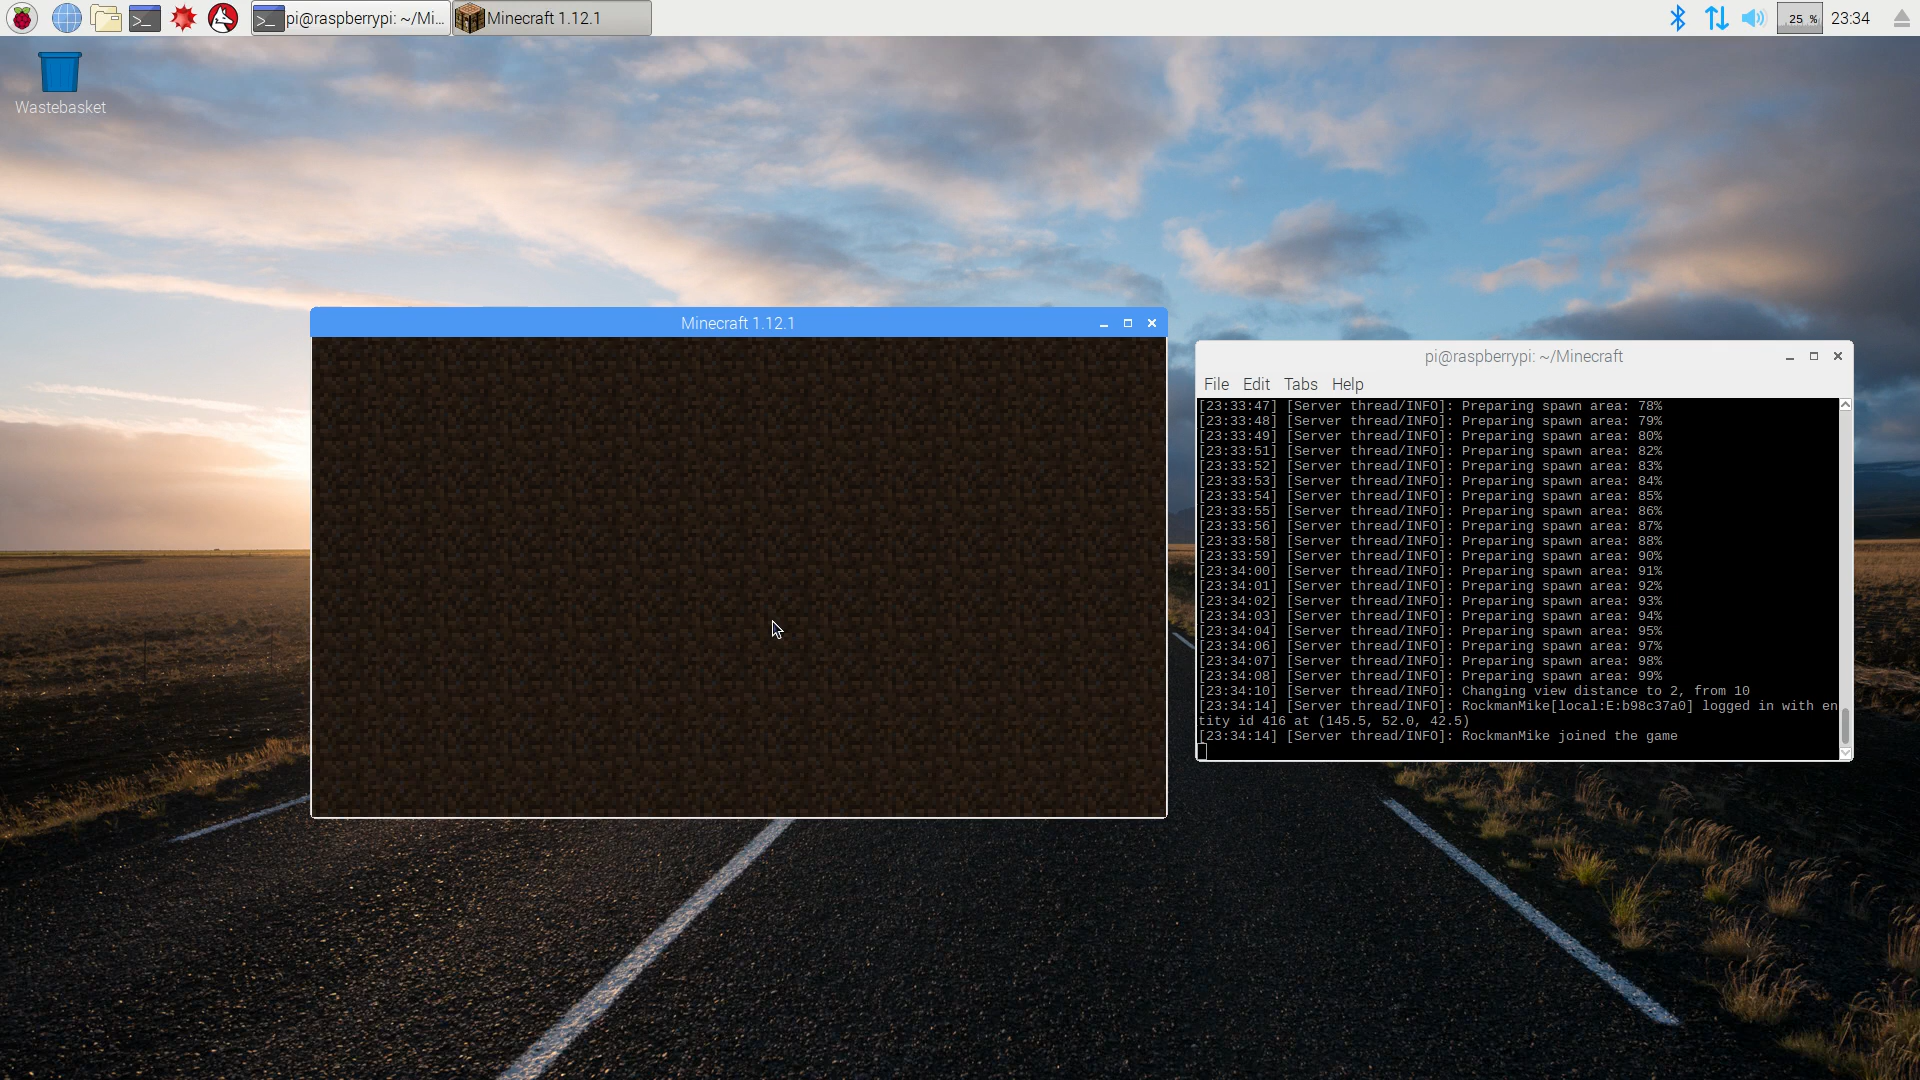 pi@raspberrypi: ~/Mi...
Minecraft 1.12.1
25 %
23:34
Wastebasket
Minecraft 1.12.1
pi@raspberrypi: ~/Minecraft
File Edit Tabs Help
[23:33:47] [Server thread/INFO]: Preparing spawn area: 78%
[23:33:48] [Server thread/INFO]: Preparing spawn area: 79%
[23:33:49] [Server thread/INFO]: Preparing spawn area: 80%
[23:33:51] [Server thread/INFO]: Preparing spawn area: 82%
[23:33:52] [Server thread/INFO]: Preparing spawn area: 83%
[23:33:53] [Server thread/INFO]: Preparing spawn area: 84%
[23:33:54] [Server thread/INFO]: Preparing spawn area: 85%
[23:33:55] [Server thread/INFO]: Preparing spawn area: 86%
[23:33:56] [Server thread/INFO]: Preparing spawn area: 87%
[23:33:58] [Server thread/INFO]: Preparing spawn area: 88%
[23:33:59] [Server thread/INFO]: Preparing spawn area: 90%
[23:34:00] [Server thread/INFO]: Preparing spawn area: 91%
[23:34:01] [Server thread/INFO]: Preparing spawn area: 92%
[23:34:02] [Server thread/INFO]: Preparing spawn area: 93%
[23:34:03] [Server thread/INFO]: Preparing spawn area: 94%
[23:34:04] [Server thread/INFO]: Preparing spawn area: 95%
[23:34:06] [Server thread/INFO]: Preparing spawn area: 97%
[23:34:07] [Server thread/INFO]: Preparing spawn area: 98%
[23:34:08] [Server thread/INFO]: Preparing spawn area: 99%
[23:34:10] [Server thread/INFO]: Changing view distance to 2, from 10
[23:34:14] [Server thread/INFO]: RockmanMike[local:E:b98c37a0] logged in with en
tity id 416 at (145.5, 52.0, 42.5)
[23:34:14] [Server thread/INFO]: RockmanMike joined the game